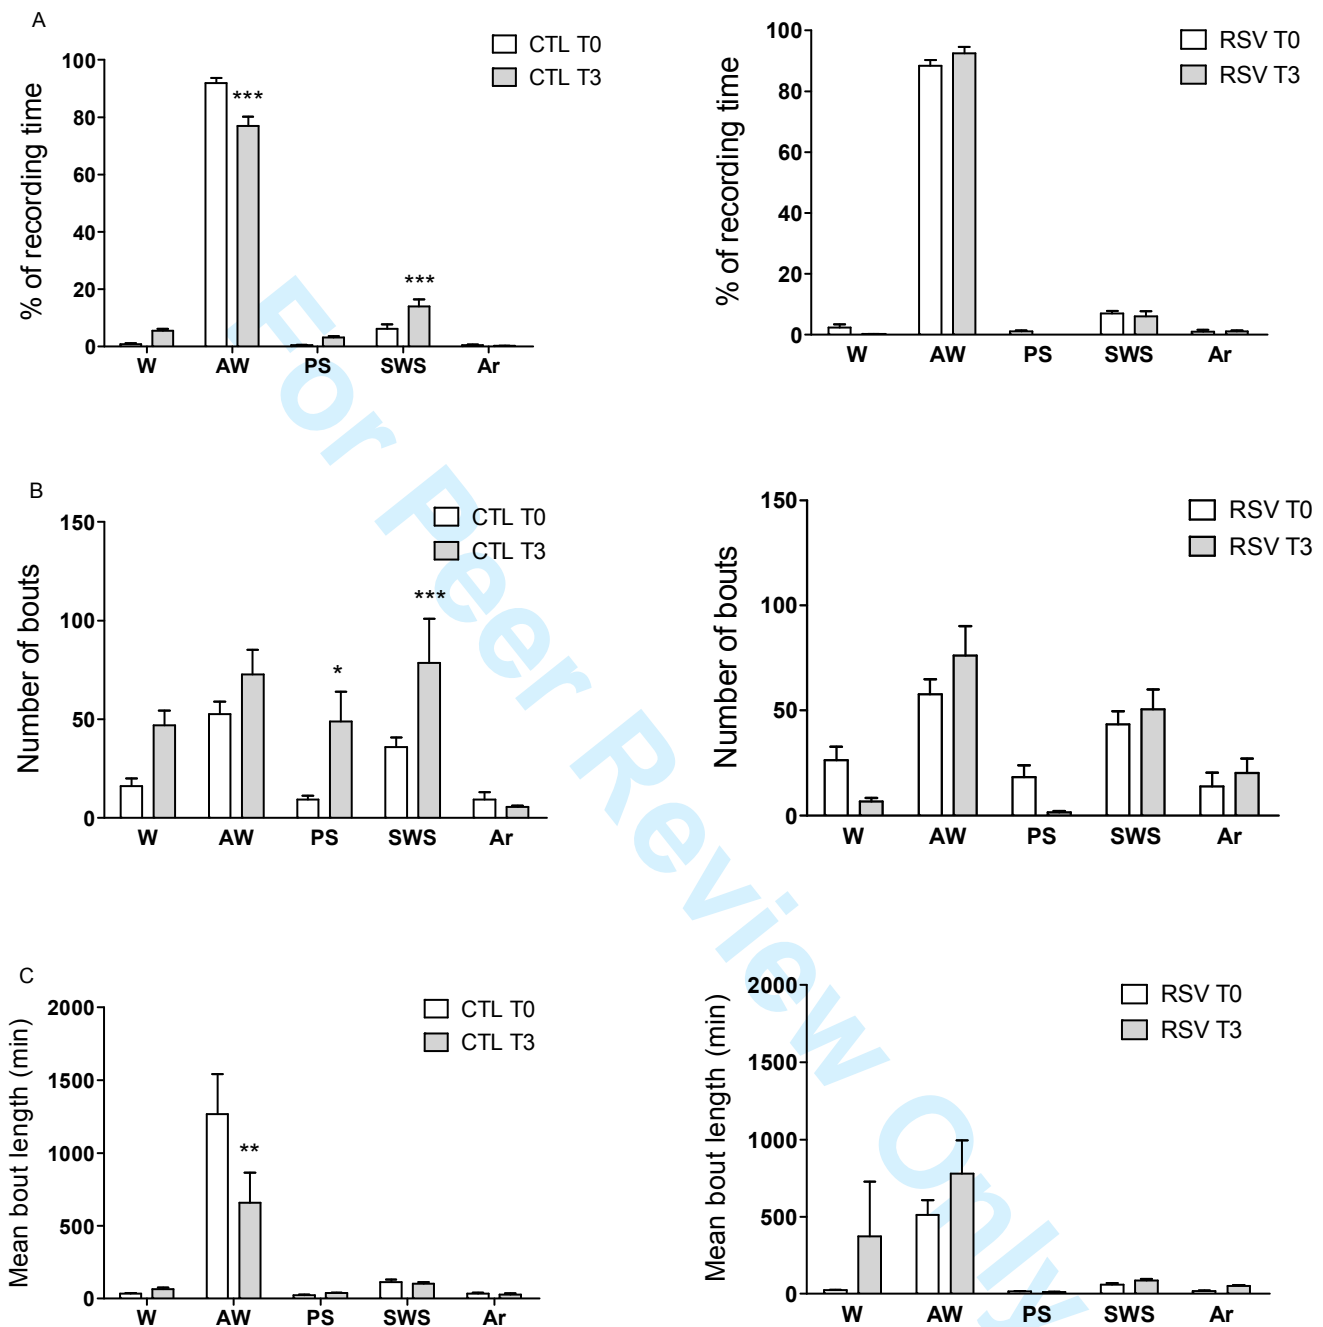 A
CTL T0
CTL T3
% of recording time
100
80
60
40
20
0
***
***
W AW PS SWS Ar
RSV T0
RSV T3
% of recording time
100
80
60
40
20
0
W AW PS SWS Ar
B
CTL T0
CTL T3
Number of bouts
150
100
50
0
*
***
W AW PS SWS Ar
RSV T0
RSV T3
Number of bouts
150
100
50
0
W AW PS SWS Ar
C
CTL T0
CTL T3
Mean bout length (min)
2000
1500
1000
500
0
**
W AW PS SWS Ar
RSV T0
RSV T3
Mean bout length (min)
2000
1500
1000
500
0
W AW PS SWS Ar
For Peer Review Only